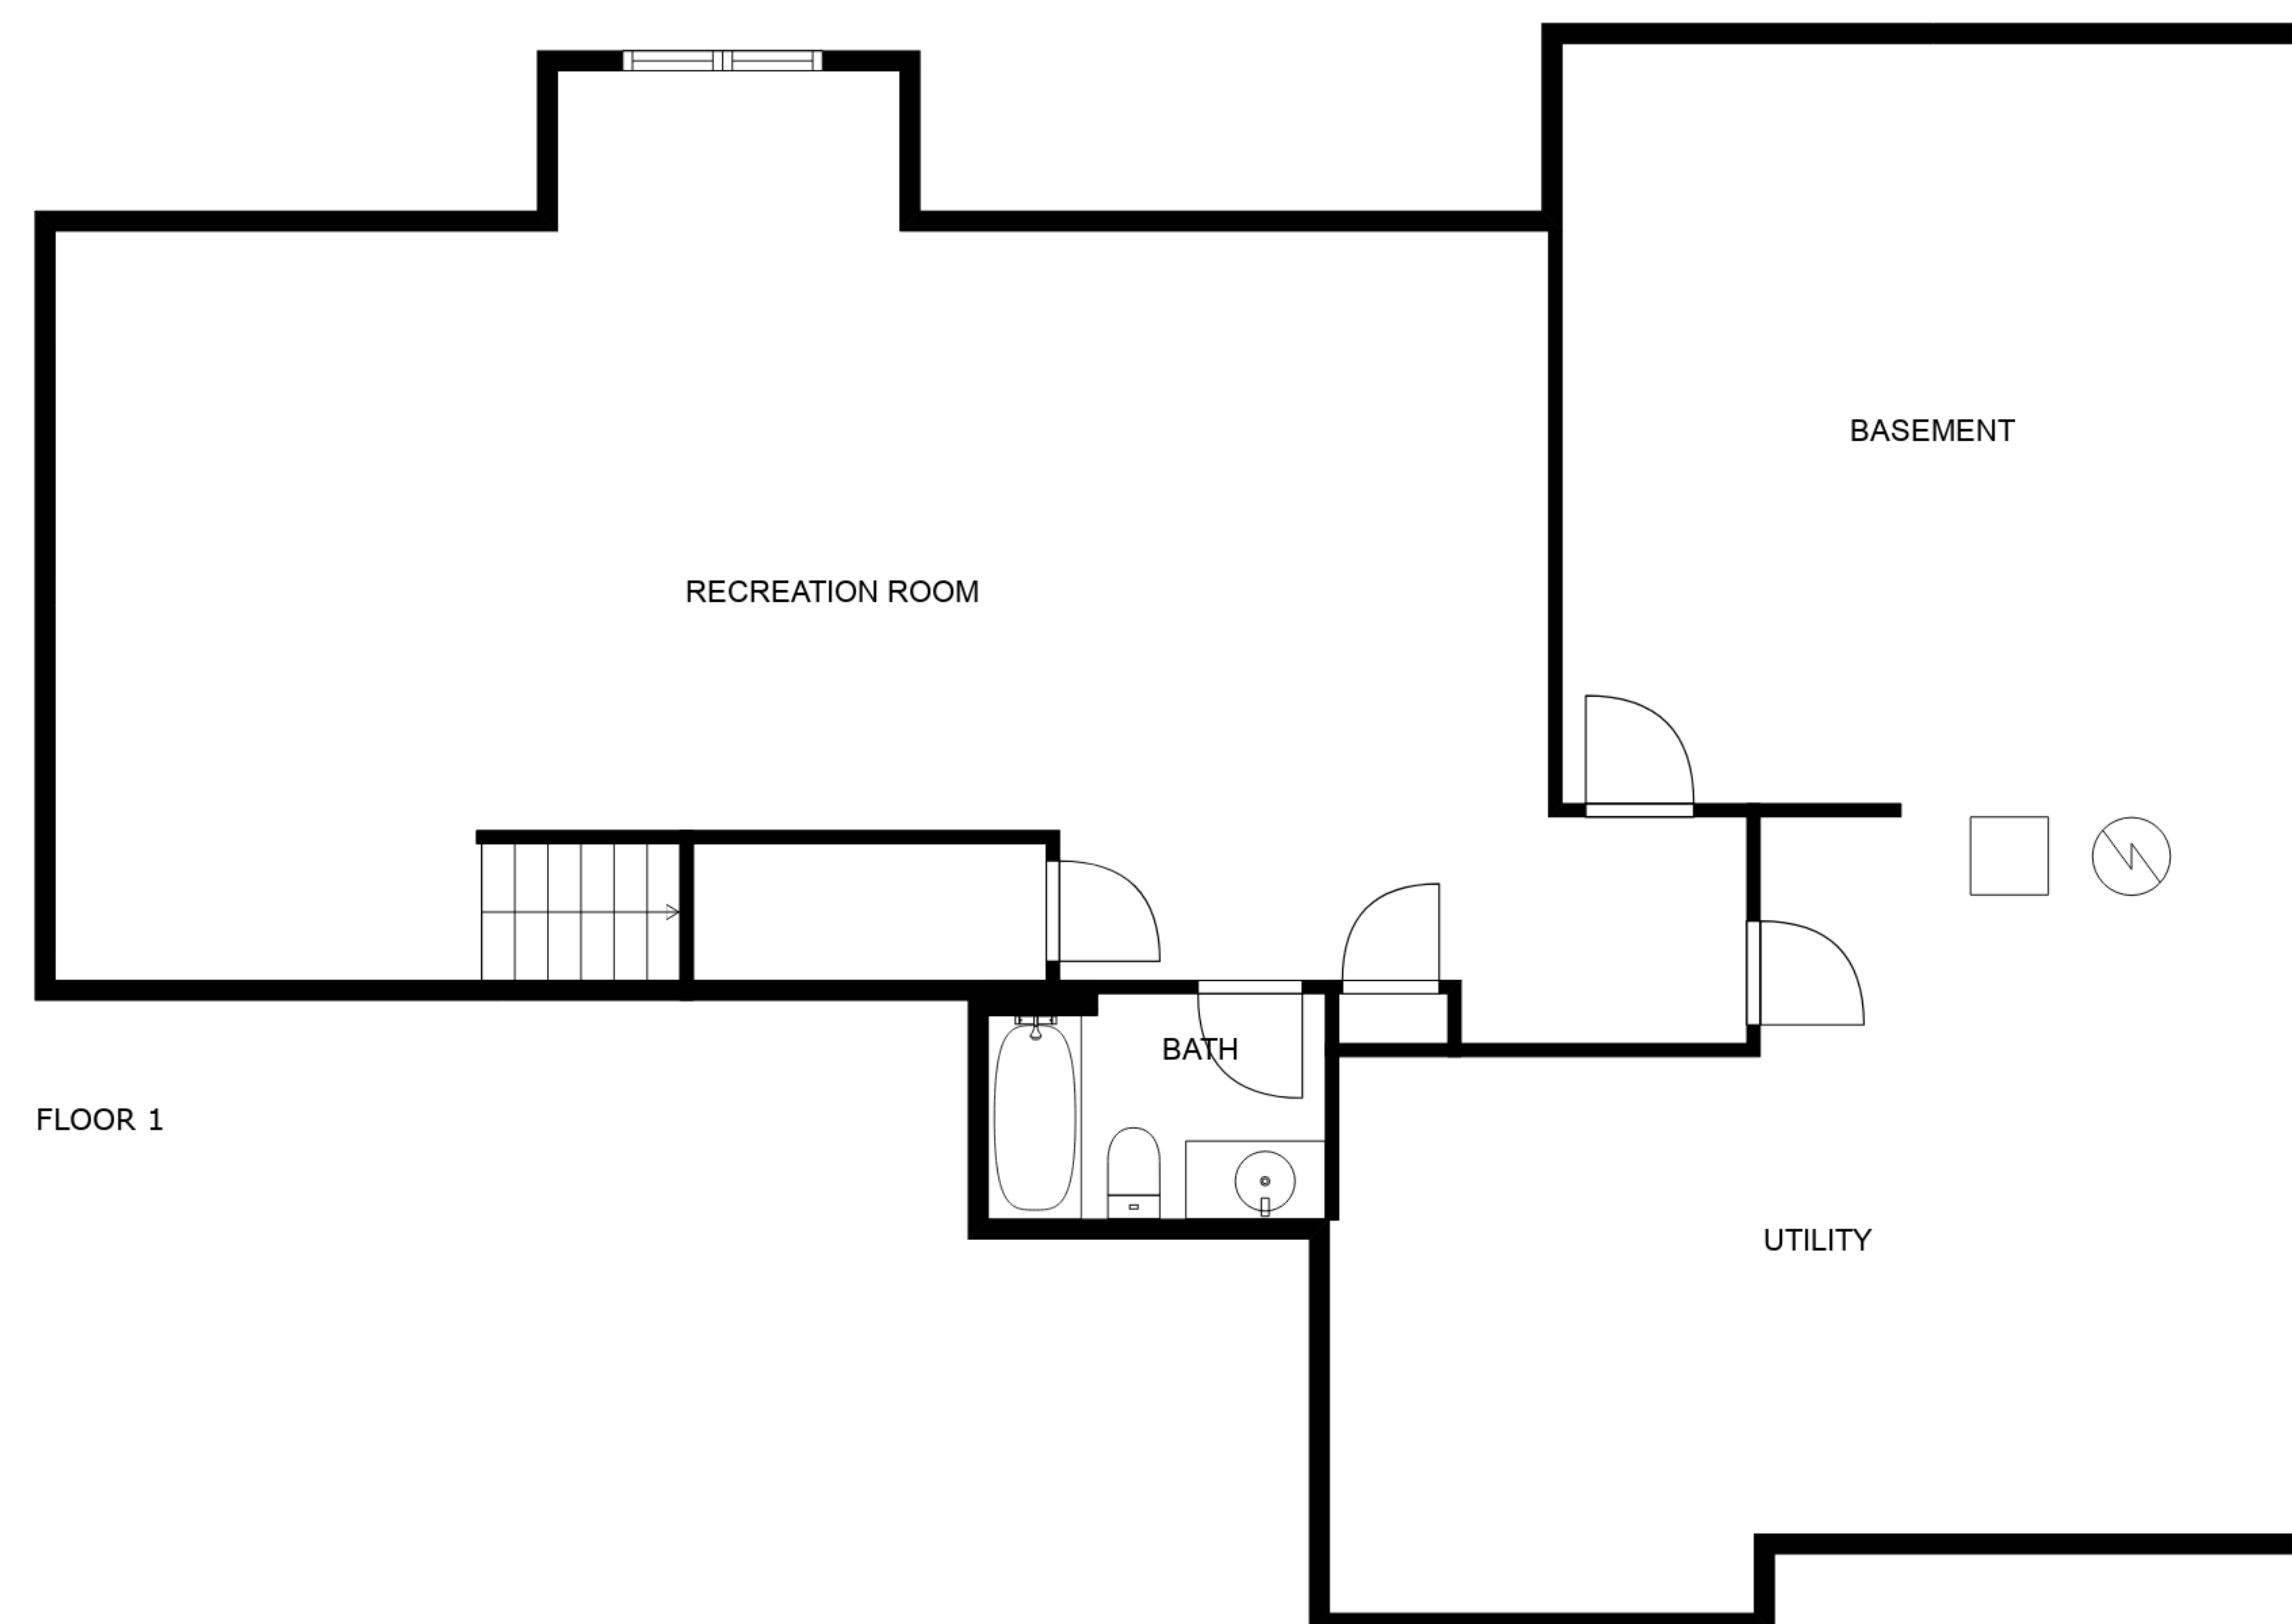 BASEMENT
RECREATION ROOM
BATH
FLOOR 1
UTILITY